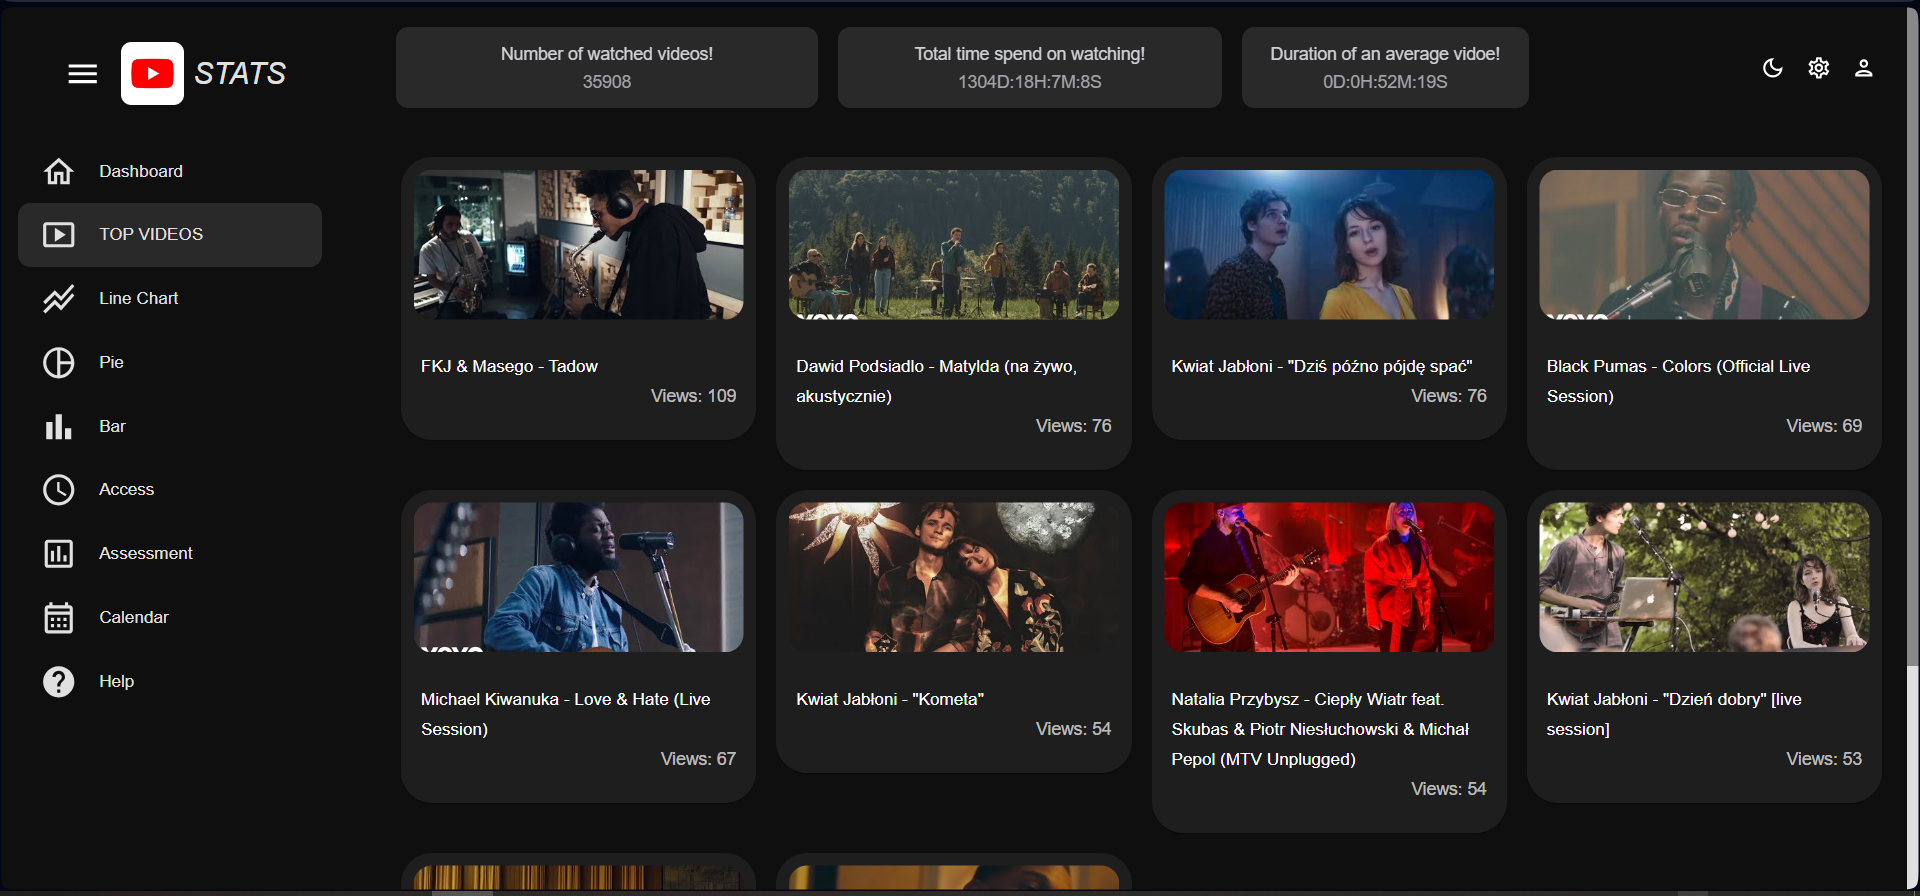 STATS
Number of watched videos!
35908
Total time spend on watching!
1304D:18H:7M:8S
Duration of an average vidoe!
0D:0H:52M:19S
Dashboard
TOP VIDEOS
Line Chart
Pie
Bar
Access
Assessment
Calendar
Help
FKJ & Masego - Tadow
Views: 109
vevo
Dawid Podsiadlo - Matylda (na żywo,
akustycznie)
Views: 76
Kwiat Jabłoni - "Dziś późno pójdę spać"
Views: 76
vevo
Black Pumas - Colors (Official Live
Session)
Views: 69
vevo
Michael Kiwanuka - Love & Hate (Live
Session)
Views: 67
Kwiat Jabłoni - "Kometa"
Views: 54
Natalia Przybysz - Ciepły Wiatr feat.
Skubas & Piotr Niesłuchowski & Michał
Pepol (MTV Unplugged)
Views: 54
Kwiat Jabłoni - "Dzień dobry" [live
session]
Views: 53